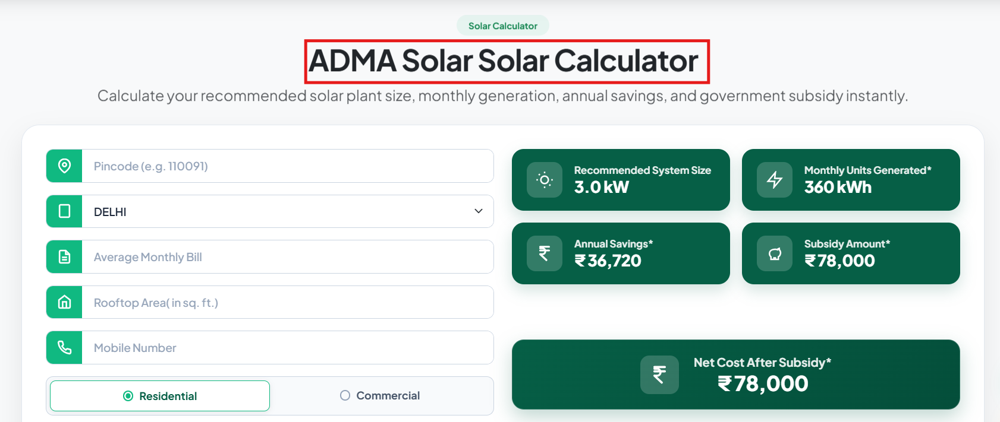 Solar Calculator
ADMA Solar Solar Calculator
Calculate your recommended solar plant size, monthly generation, annual savings, and government subsidy instantly.
Pincode (e.g. 110091)
DELHI
Average Monthly Bill
Rooftop Area( in sq. ft.)
Mobile Number
Residential
Commercial
Recommended System Size
3.0 kW
Monthly Units Generated*
360 kWh
Annual Savings*
₹ 36,720
Subsidy Amount*
₹ 78,000
Net Cost After Subsidy*
₹ 78,000